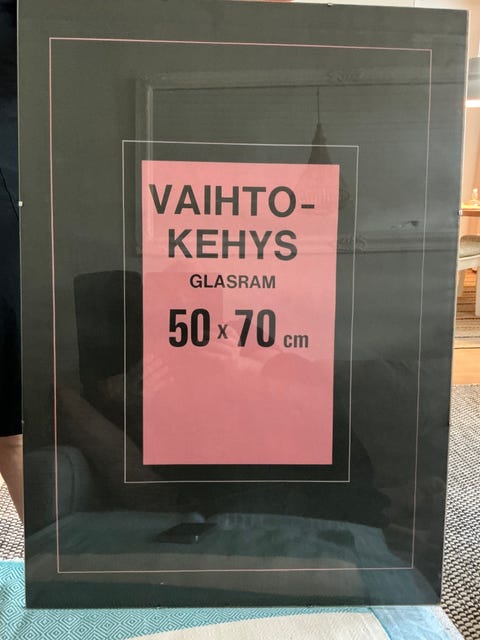 VAIHTO-
KEHYS
GLASRAM
50 x 70 cm